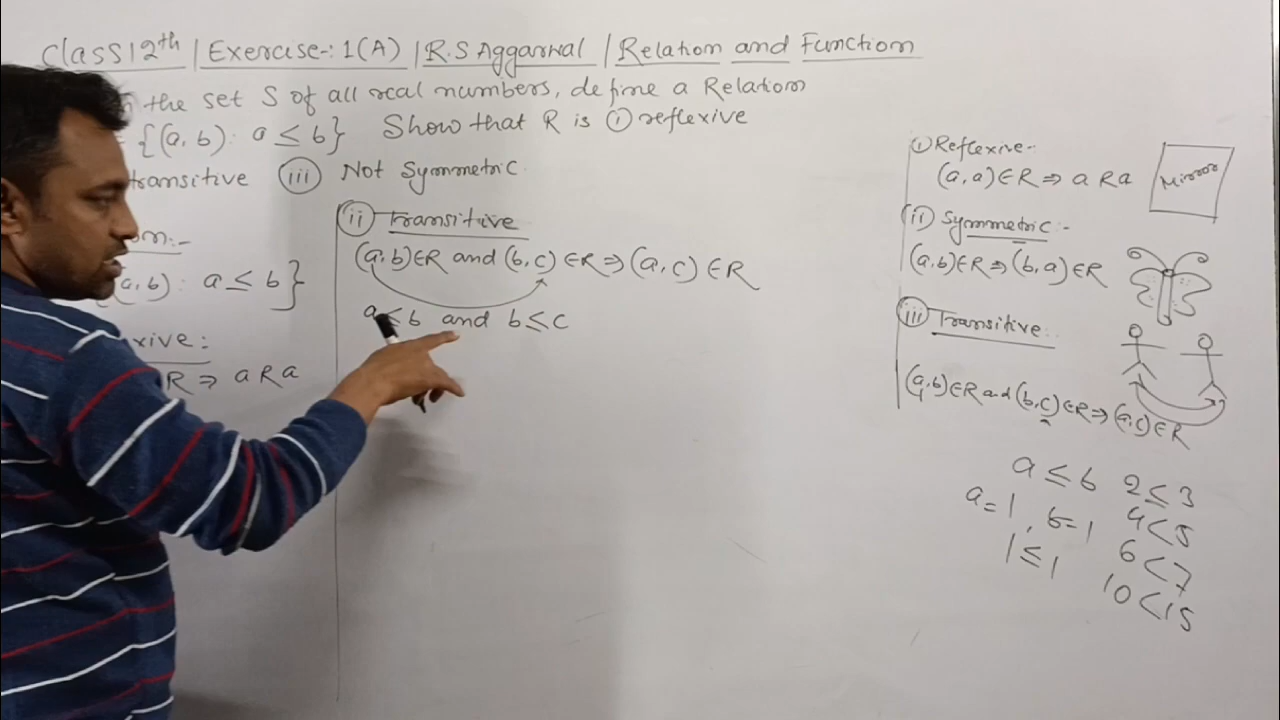 Class 12th | Exercise-: 1(A) | R.S Aggarwal | Relation and Function
the set S of all real numbers, define a Relation
{(a, b) : a ≤ b} Show that R is (i) reflexive
transitive (iii) Not Symmetric
(a, b) : a ≤ b }
R ⇒ a R a
(ii) Transitive
(a, b) ∈ R and (b, c) ∈ R ⇒ (a, c) ∈ R
a ≤ b and b ≤ c
(i) Reflexive:-
(a, a) ∈ R ⇒ a R a
Mirror
(ii) Symmetric :-
(a, b) ∈ R ⇒ (b, a) ∈ R
(iii) Transitive:
(a, b) ∈ R and (b, c) ∈ R ⇒ (a, c) ∈ R
a ≤ b
a = 1, b = 1
1 ≤ 1
2 ≤ 3
4 < 5
6 < 7
10 < 15